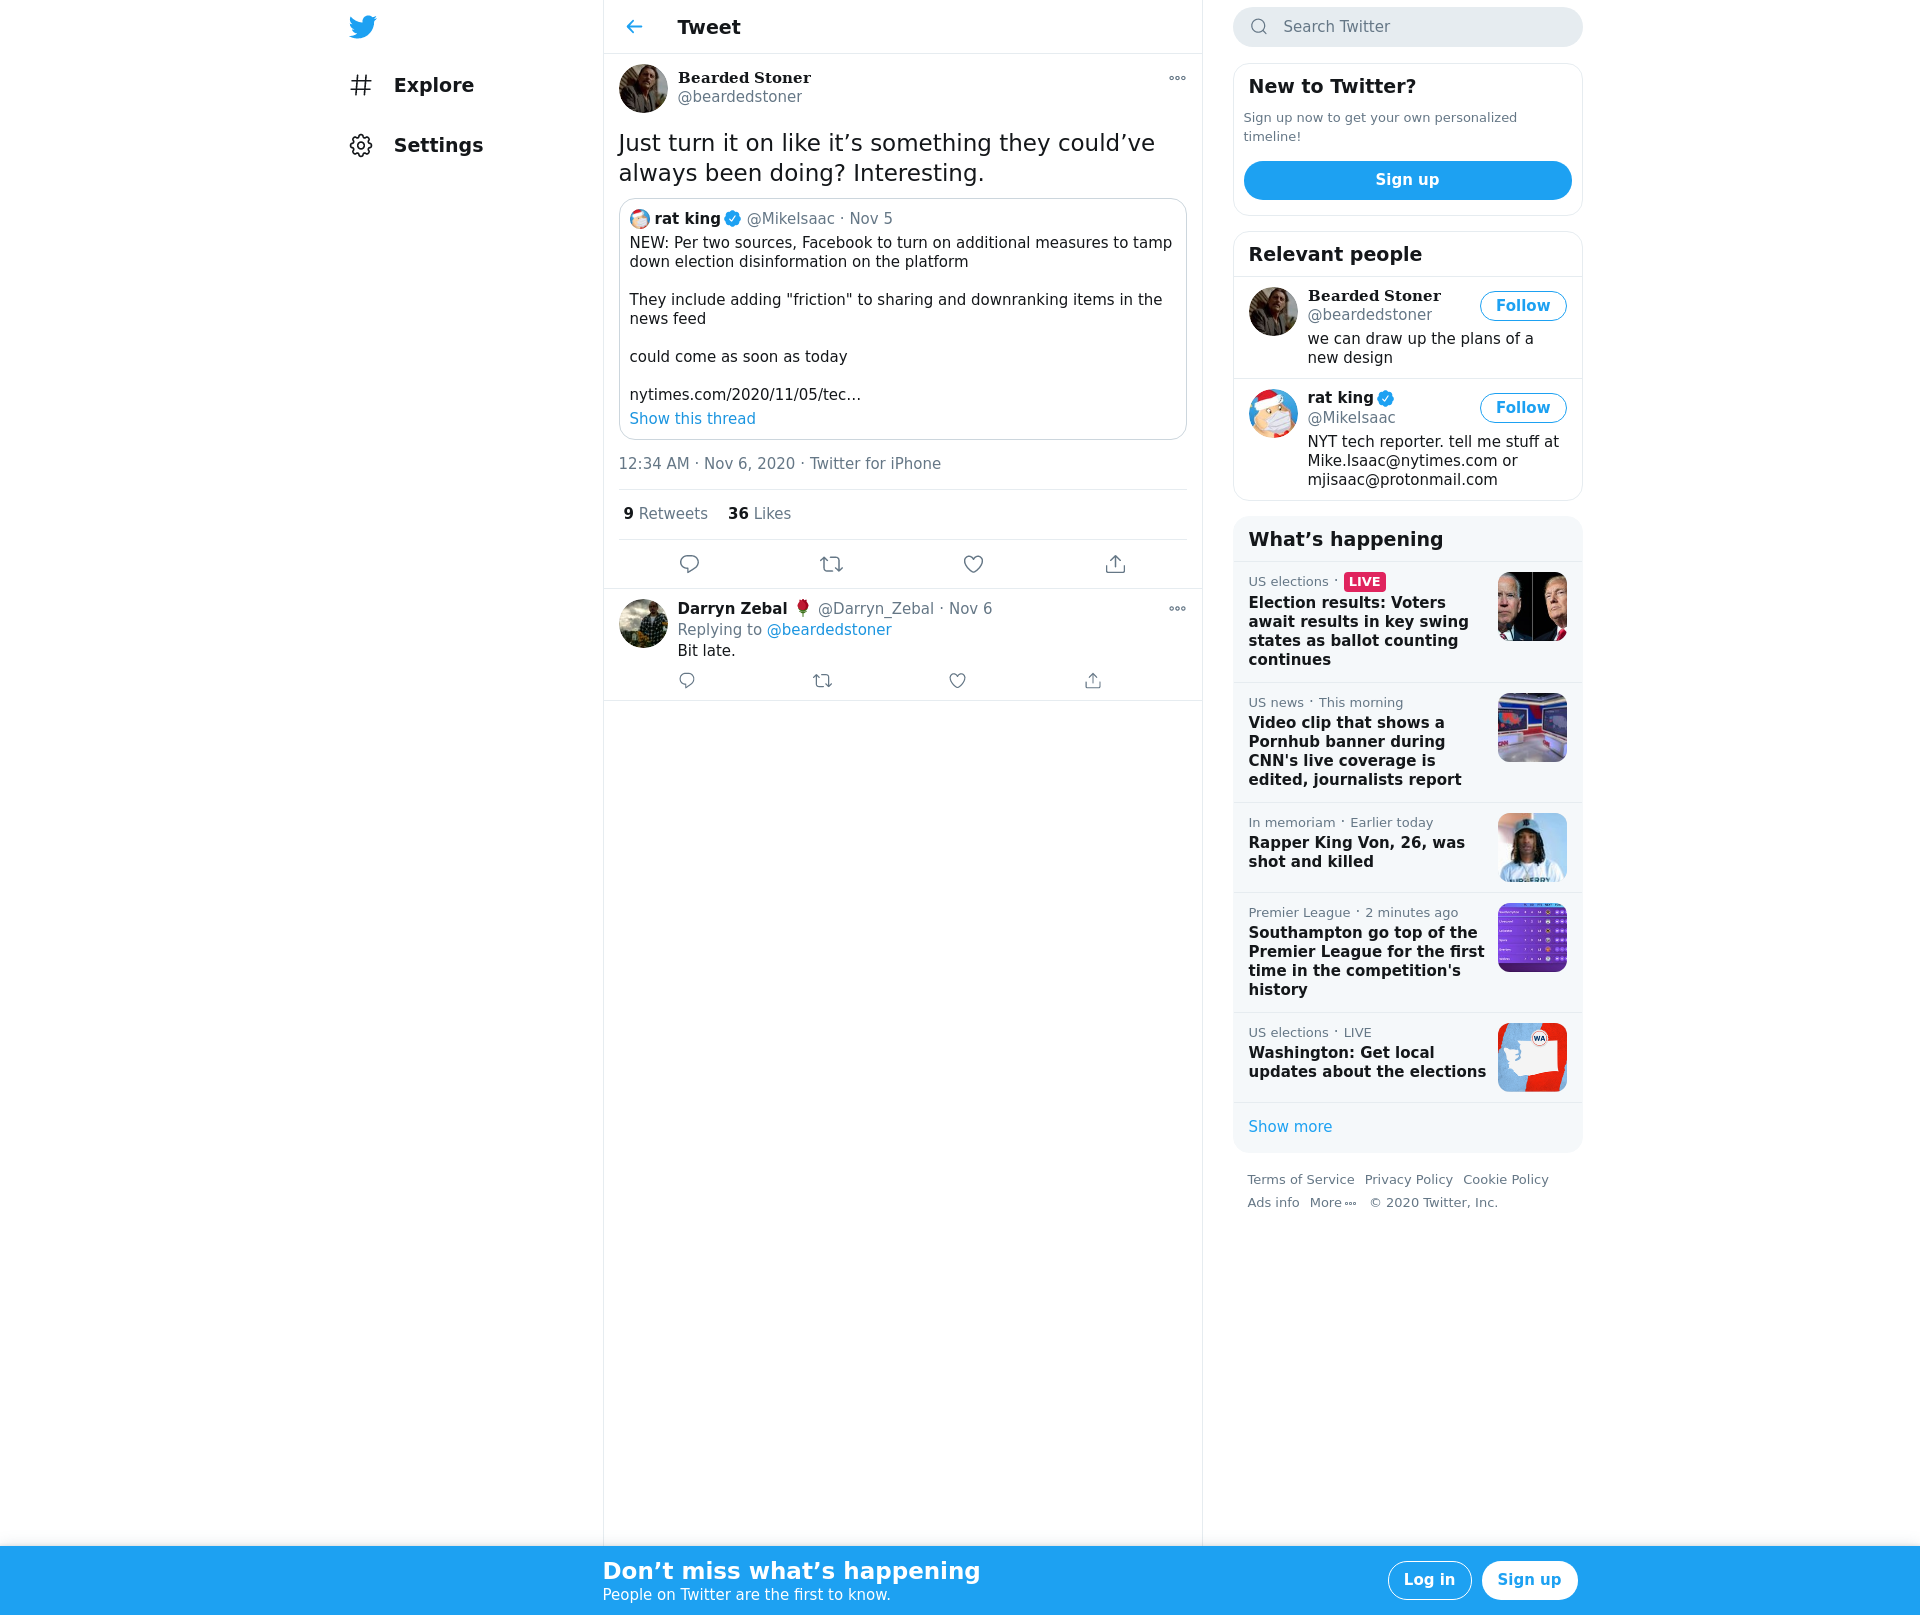 Explore
Settings
Tweet
Bearded Stoner
@beardedstoner
Just turn it on like it’s something they could’ve
always been doing? Interesting.
rat king @MikeIsaac · Nov 5
NEW: Per two sources, Facebook to turn on additional measures to tamp
down election disinformation on the platform
They include adding "friction" to sharing and downranking items in the
news feed
could come as soon as today
nytimes.com/2020/11/05/tec…
Show this thread
12:34 AM · Nov 6, 2020 · Twitter for iPhone
9 Retweets 36 Likes
Darryn Zebal 🌹 @Darryn_Zebal · Nov 6
Replying to @beardedstoner
Bit late.
Search Twitter
New to Twitter?
Sign up now to get your own personalized
timeline!
Sign up
Relevant people
Bearded Stoner
@beardedstoner
Follow
we can draw up the plans of a
new design
rat king
@MikeIsaac
Follow
NYT tech reporter. tell me stuff at
Mike.Isaac@nytimes.com or
mjisaac@protonmail.com
What’s happening
US elections · LIVE
Election results: Voters
await results in key swing
states as ballot counting
continues
US news · This morning
Video clip that shows a
Pornhub banner during
CNN's live coverage is
edited, journalists report
In memoriam · Earlier today
Rapper King Von, 26, was
shot and killed
Premier League · 2 minutes ago
Southampton go top of the
Premier League for the first
time in the competition's
history
US elections · LIVE
Washington: Get local
updates about the elections
WA
Show more
Terms of Service Privacy Policy Cookie Policy
Ads info More © 2020 Twitter, Inc.
Don’t miss what’s happening
People on Twitter are the first to know.
Log in
Sign up